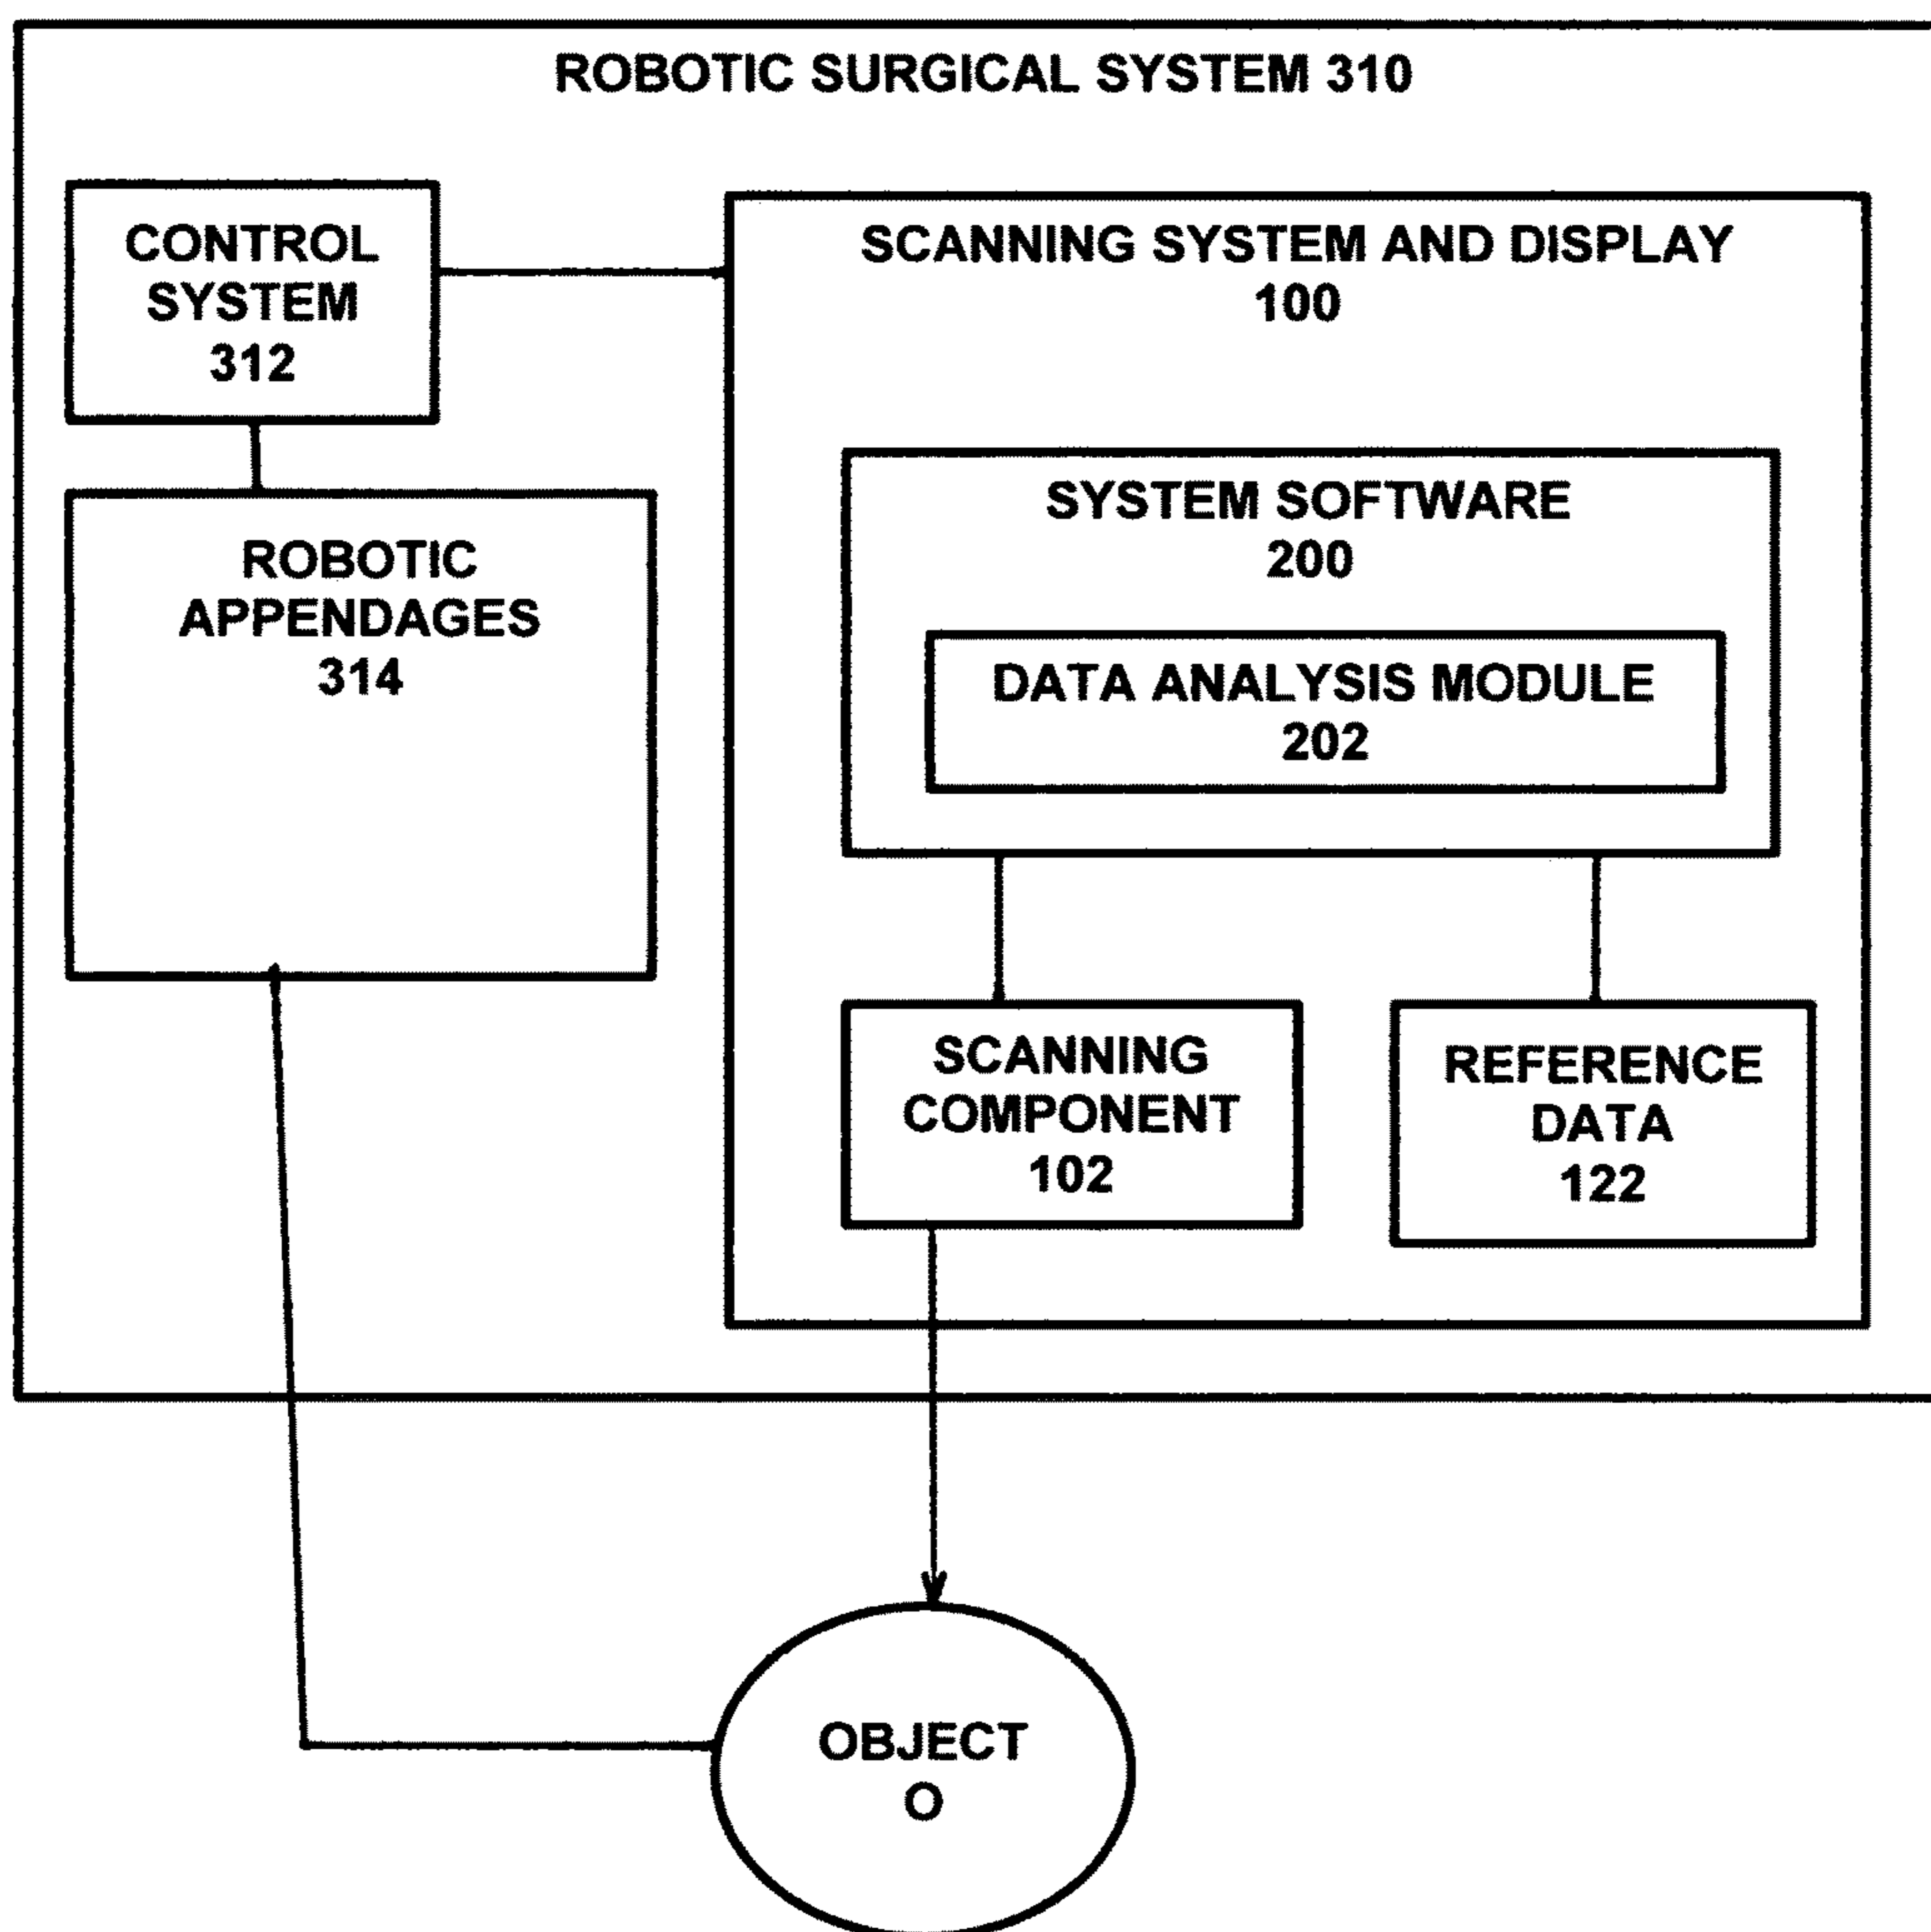 ROBOTIC SURGICAL SYSTEM 310
CONTROL
SYSTEM
312
SCANNING SYSTEM AND DISPLAY
100
SYSTEM SOFTWARE
200
ROBOTIC
APPENDAGES
314
DATA ANALYSIS MODULE
202
SCANNING
COMPONENT
102
REFERENCE
DATA
122
OBJECT
O